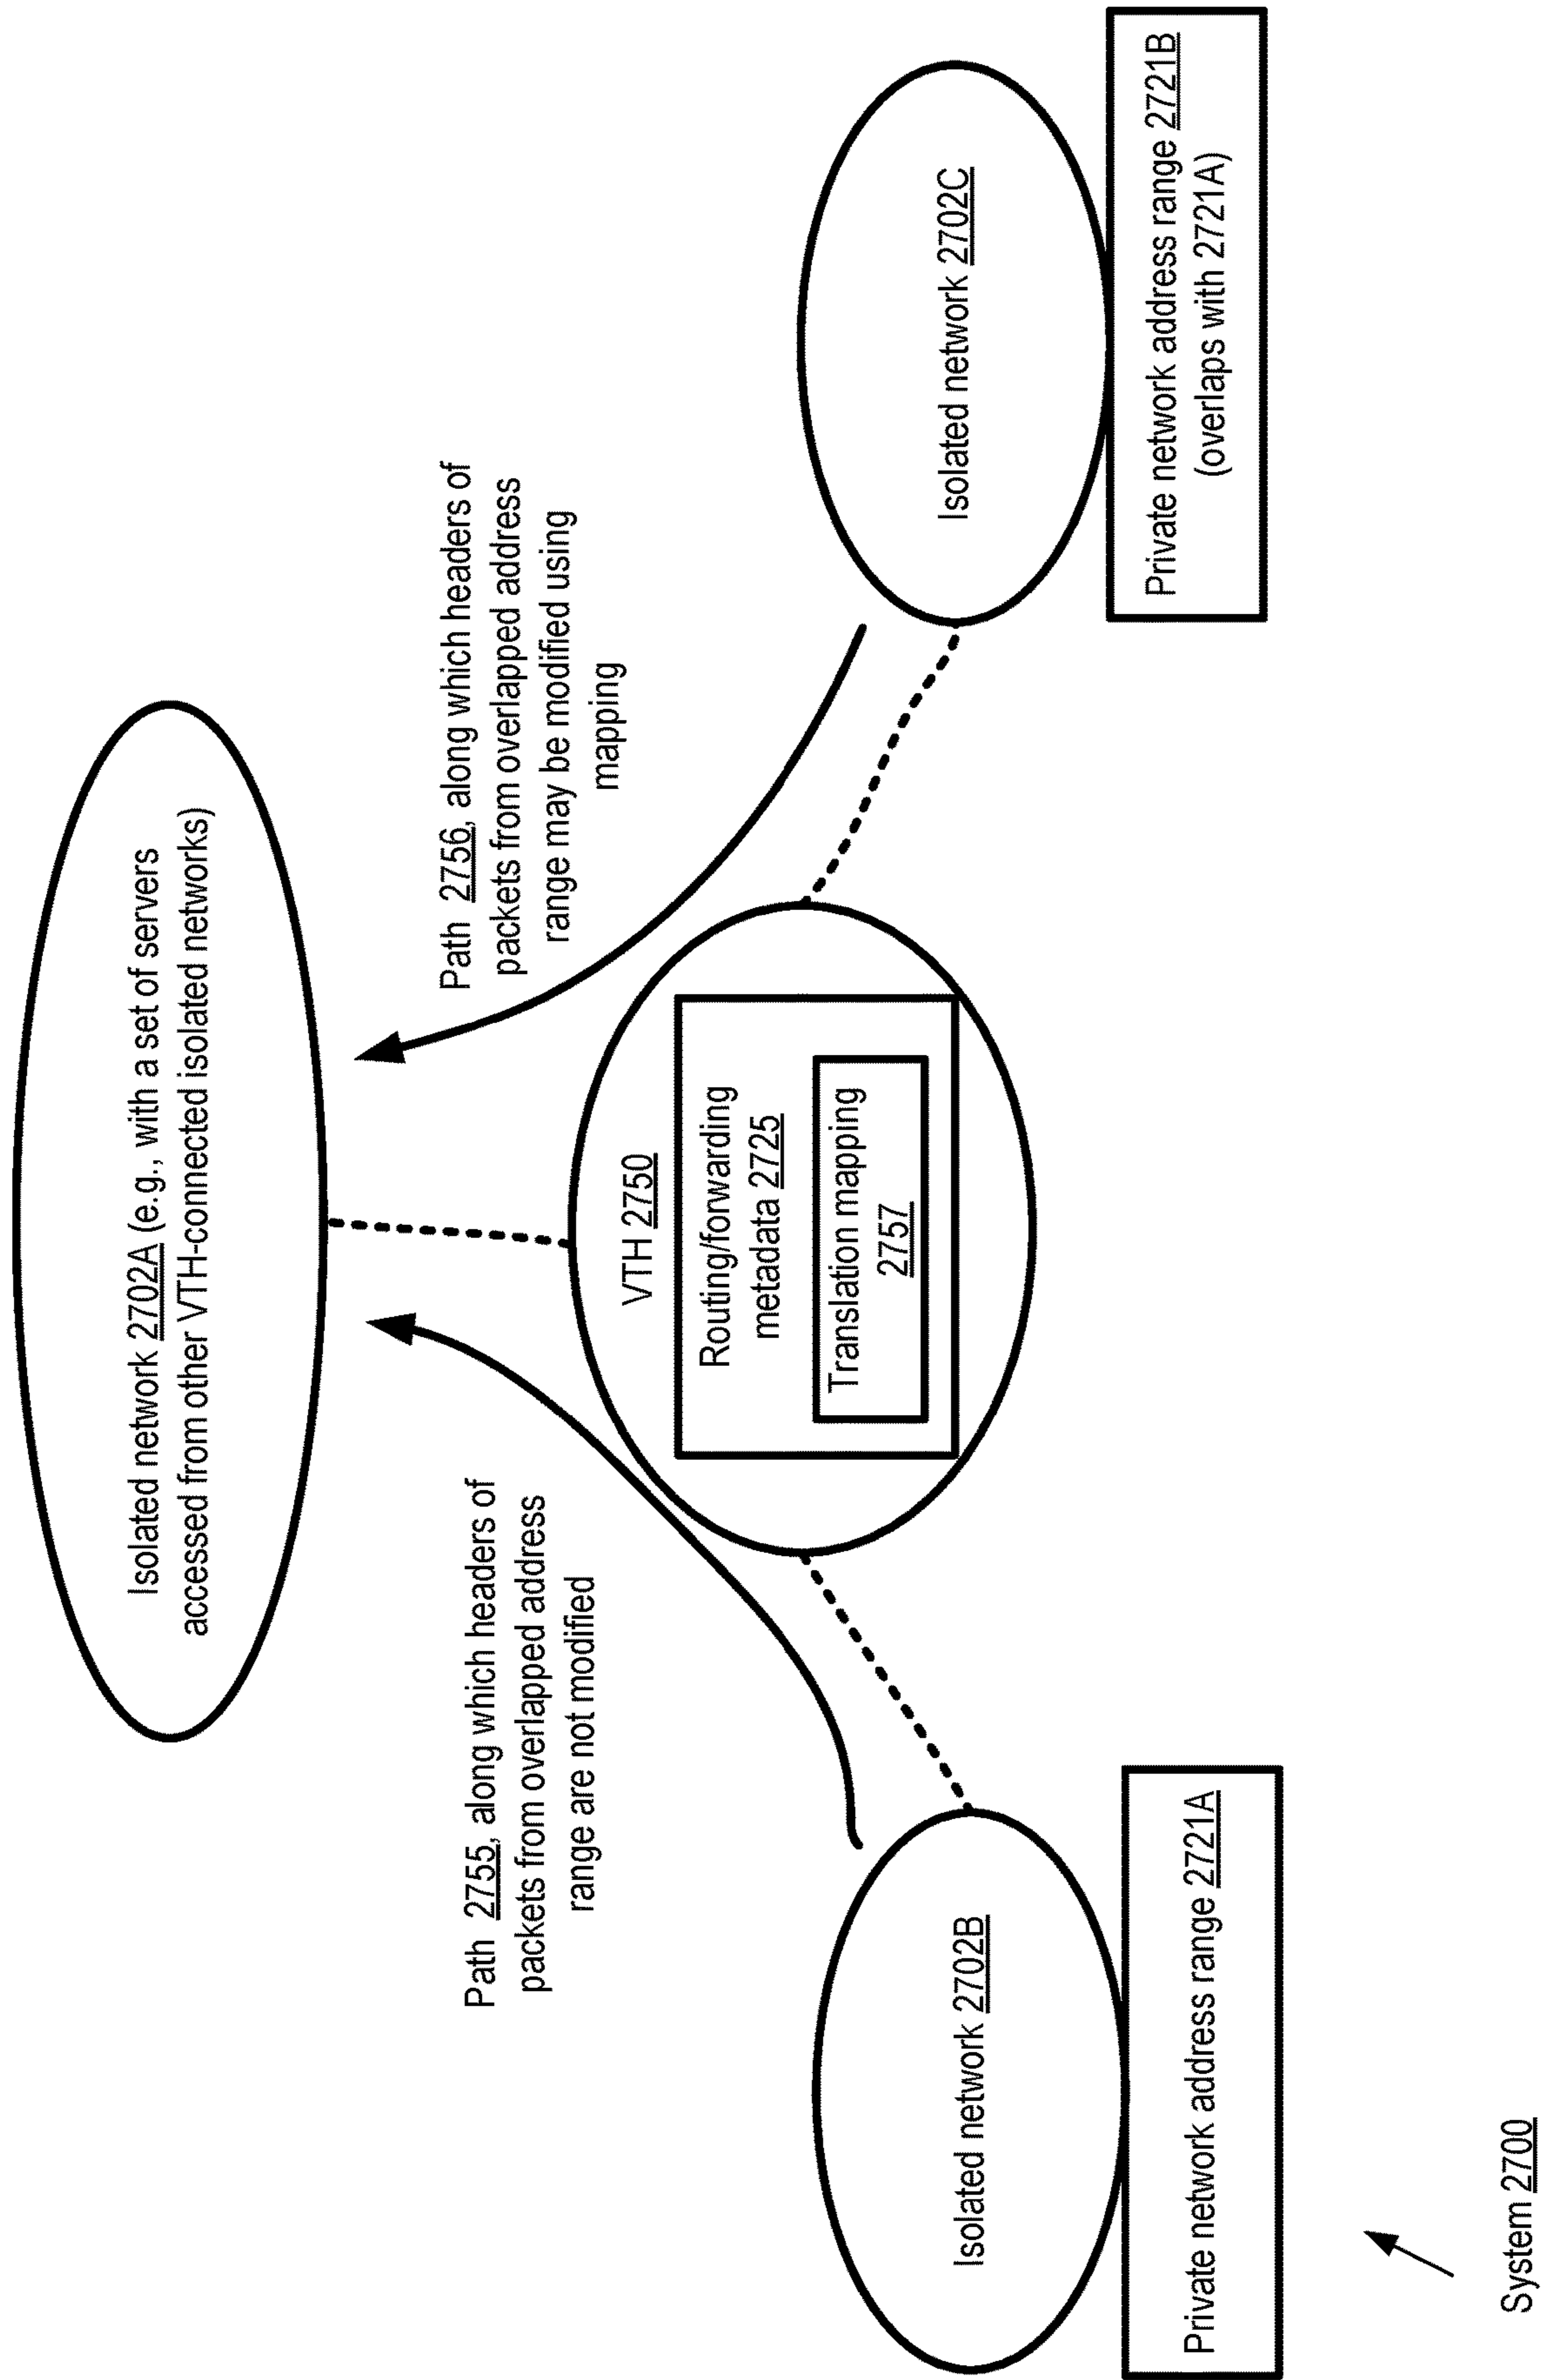 Isolated network 2702A (e.g., with a set of servers
accessed from other VTH-connected isolated networks)
Path 2755, along which headers of
packets from overlapped address
range are not modified
Path 2756, along which headers of
packets from overlapped address
range may be modified using
mapping
VTH 2750
Routing/forwarding
metadata 2725
Translation mapping
2757
Isolated network 2702B
Private network address range 2721A
Isolated network 2702C
Private network address range 2721B
(overlaps with 2721A)
System 2700